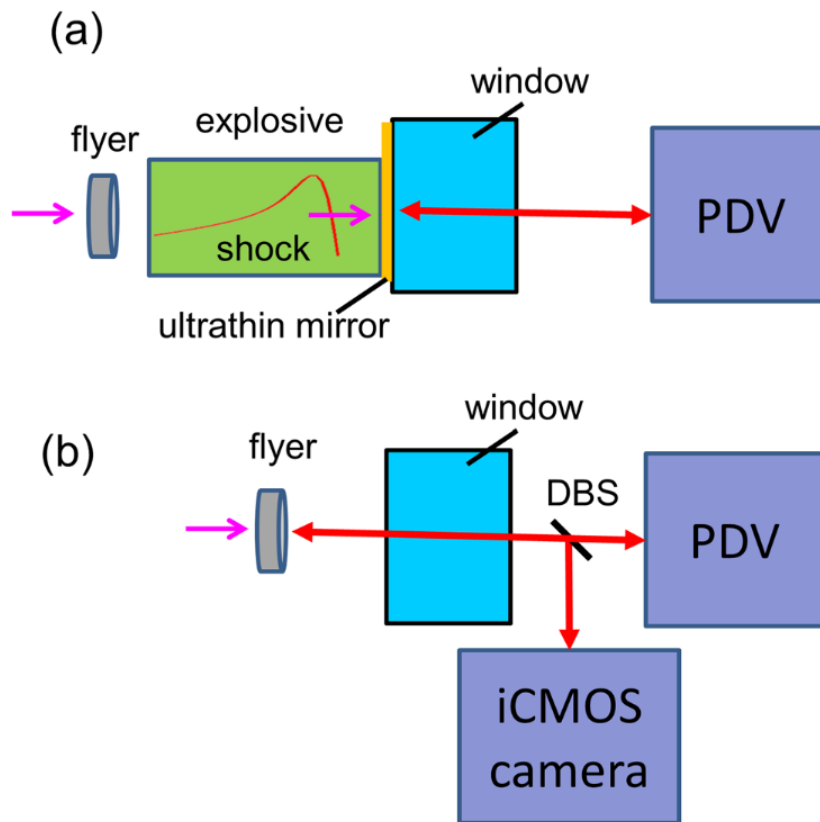 (a)
window
explosive
flyer
PDV
shock
ultrathin mirror
window
(b)
flyer
DBS
PDV
iCMOS
camera